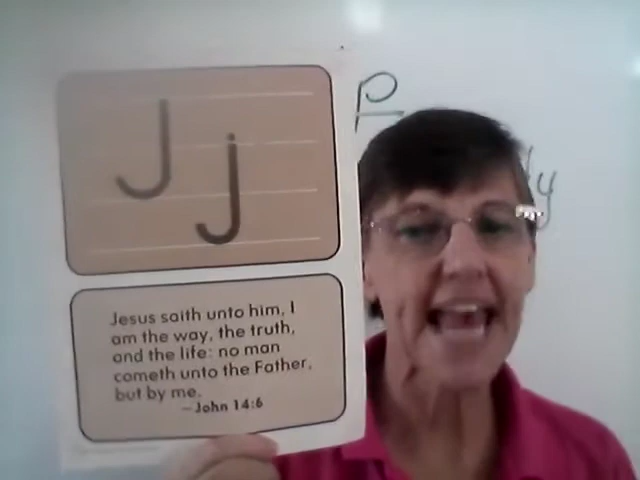 J j
Jesus saith unto him, I
am the way, the truth,
and the life: no man
cometh unto the Father,
but by me.
—John 14:6
P
y